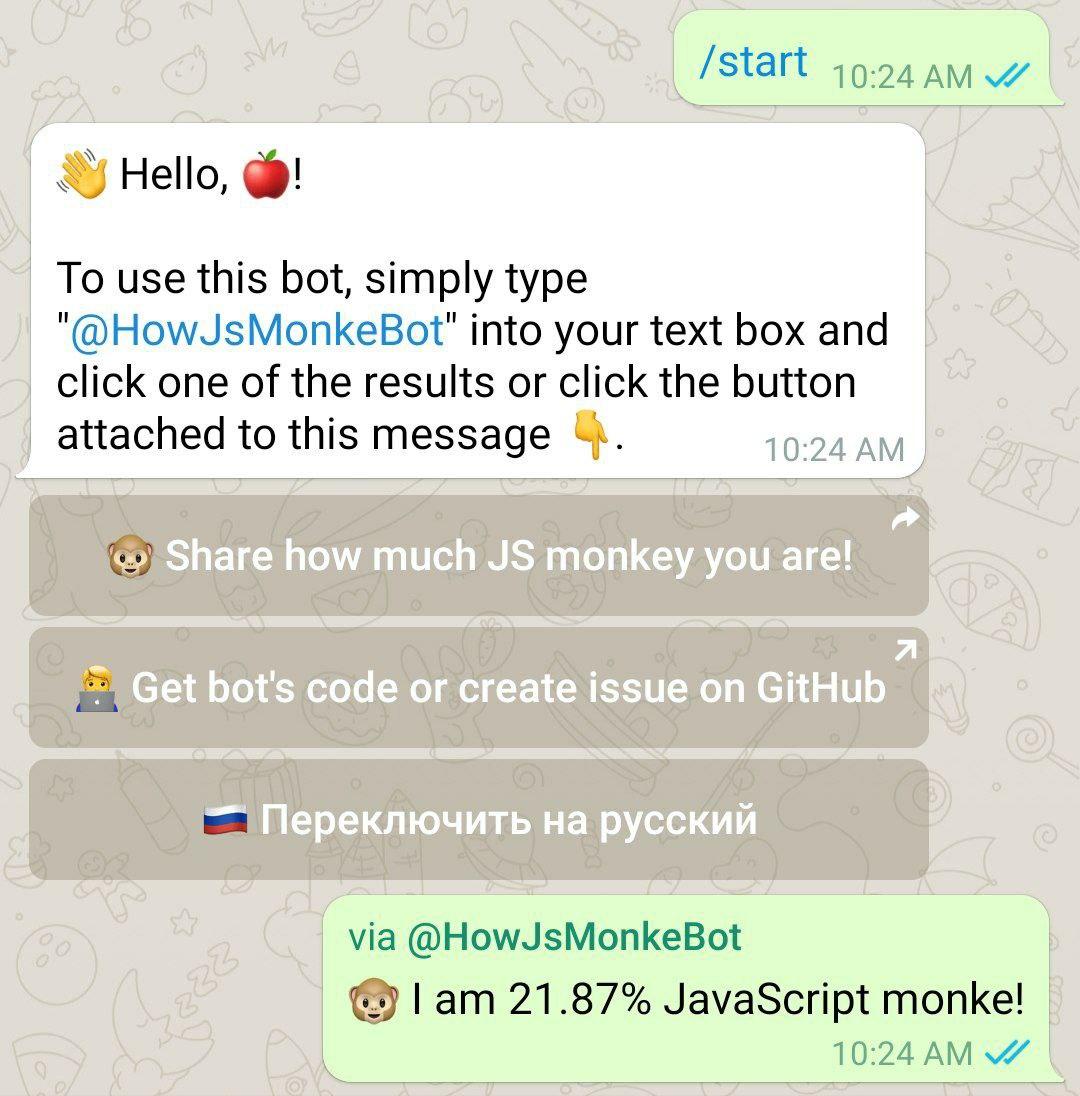 /start 10:24 AM
👋 Hello, 🍎!
To use this bot, simply type
"@HowJsMonkeBot" into your text box and
click one of the results or click the button
attached to this message 👇.
10:24 AM
🐵 Share how much JS monkey you are!
👨‍💻 Get bot's code or create issue on GitHub
🇷🇺 Переключить на русский
via @HowJsMonkeBot
🐵 I am 21.87% JavaScript monke!
10:24 AM